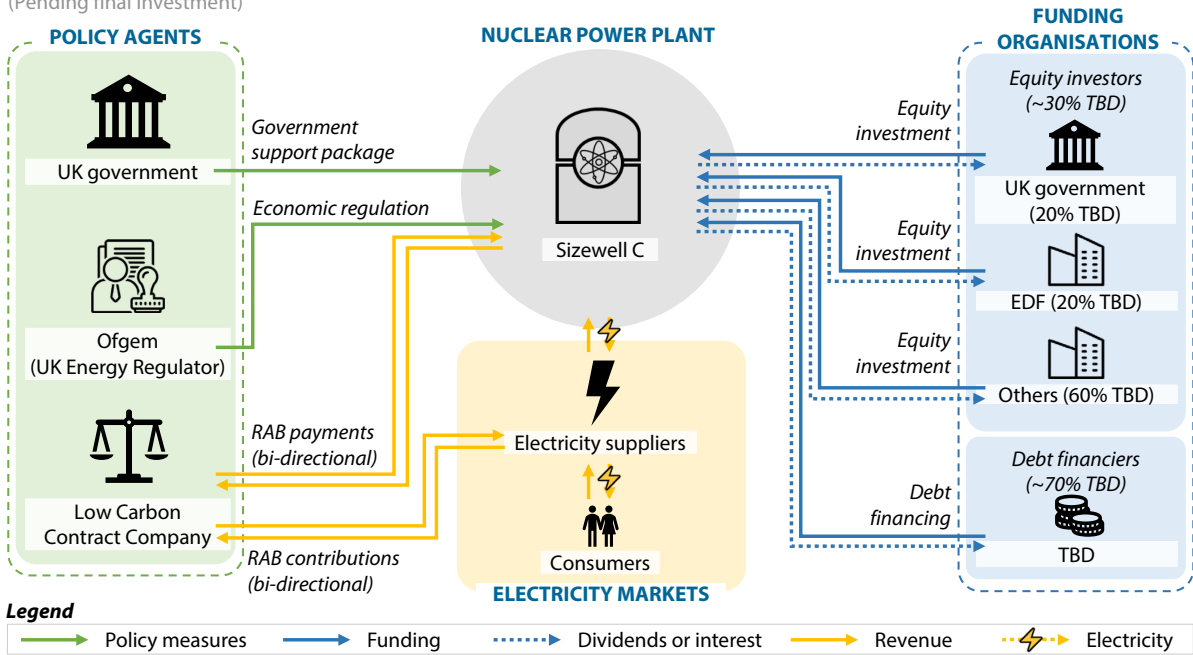 (Pending final investment)
POLICY AGENTS
UK government
Ofgem
(UK Energy Regulator)
Low Carbon
Contract Company
Government
support package
Economic regulation
RAB payments
(bi-directional)
RAB contributions
(bi-directional)
NUCLEAR POWER PLANT
Sizewell C
Electricity suppliers
Consumers
ELECTRICITY MARKETS
Equity
investment
Equity
investment
Equity
investment
Debt
financing
FUNDING
ORGANISATIONS
Equity investors
(~30% TBD)
UK government
(20% TBD)
EDF (20% TBD)
Others (60% TBD)
Debt financiers
(~70% TBD)
TBD
Legend
Policy measures
Funding
Dividends or interest
Revenue
Electricity